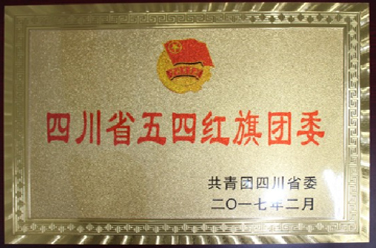 四川省五四红旗团委
共青团四川省委
二〇一七年二月